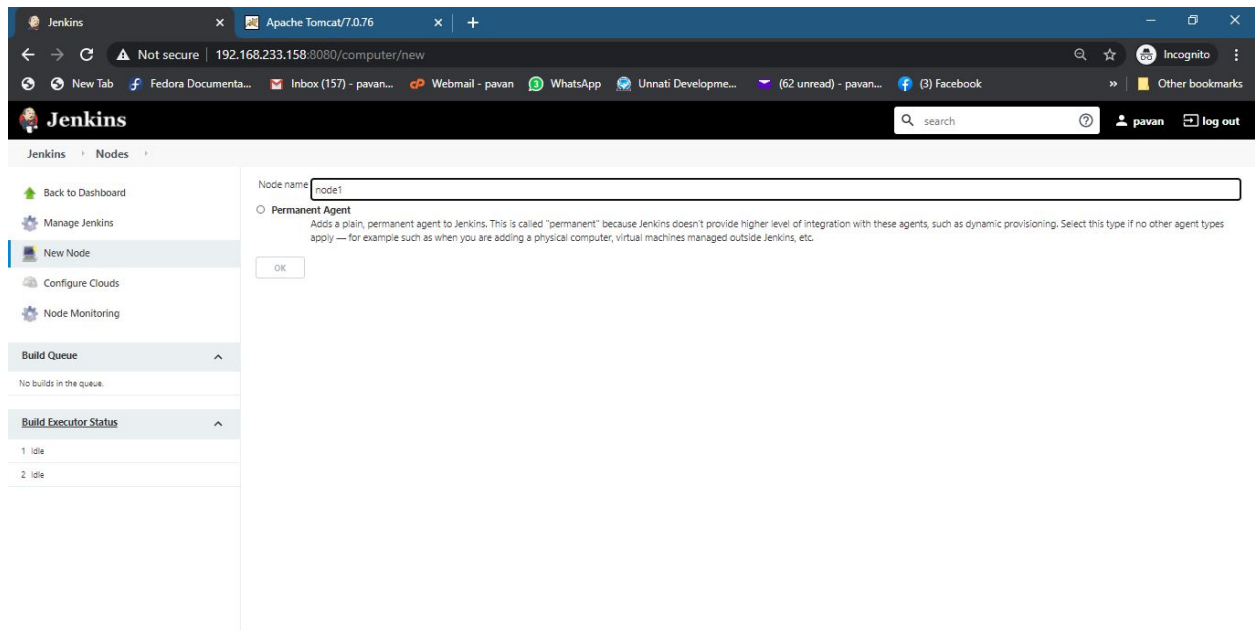 Jenkins
Apache Tomcat/7.0.76
Not secure | 192.168.233.158:8080/computer/new
Incognito
New Tab
Fedora Documenta...
Inbox (157) - pavan...
Webmail - pavan
WhatsApp
Unnati Developme...
(62 unread) - pavan...
(3) Facebook
Other bookmarks
Jenkins
search
pavan
log out
Jenkins
Nodes
Back to Dashboard
Manage Jenkins
New Node
Configure Clouds
Node Monitoring
Build Queue
No builds in the queue.
Build Executor Status
1 Idle
2 Idle
Node name
node1
Permanent Agent
Adds a plain, permanent agent to Jenkins. This is called "permanent" because Jenkins doesn't provide higher level of integration with these agents, such as dynamic provisioning. Select this type if no other agent types
apply — for example such as when you are adding a physical computer, virtual machines managed outside Jenkins, etc.
OK